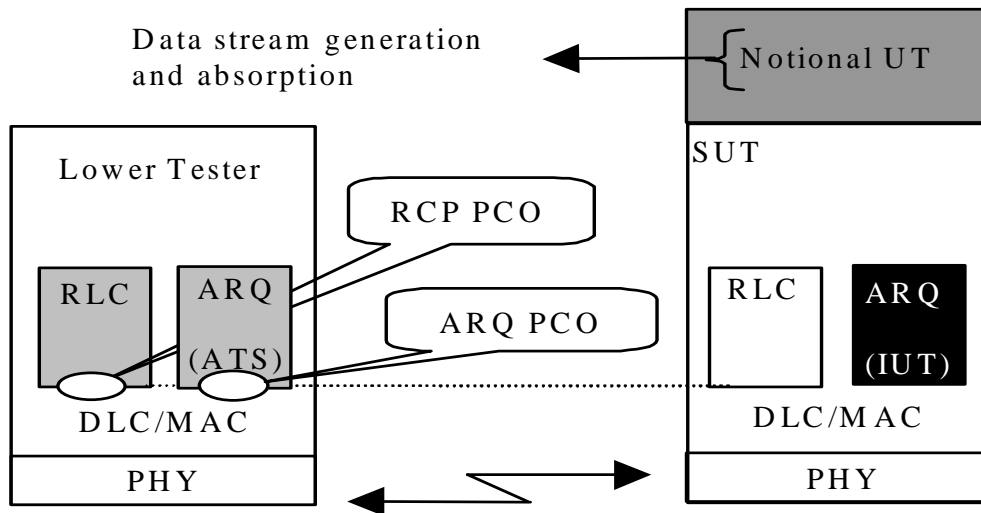 Data stream generation
and absorption
Notional UT
Lower Tester
SUT
RCP PCO
RLC
ARQ
(ATS)
ARQ PCO
RLC
ARQ
(IUT)
DLC/MAC
DLC/MAC
PHY
PHY